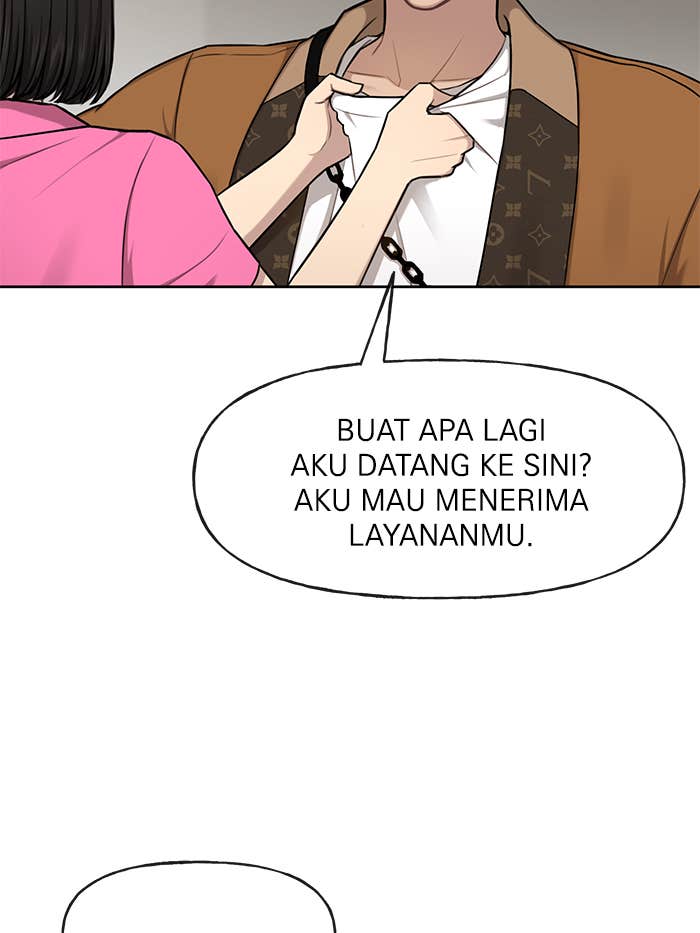 BUAT APA LAGI
AKU DATANG KE SINI?
AKU MAU MENERIMA
LAYANANMU.